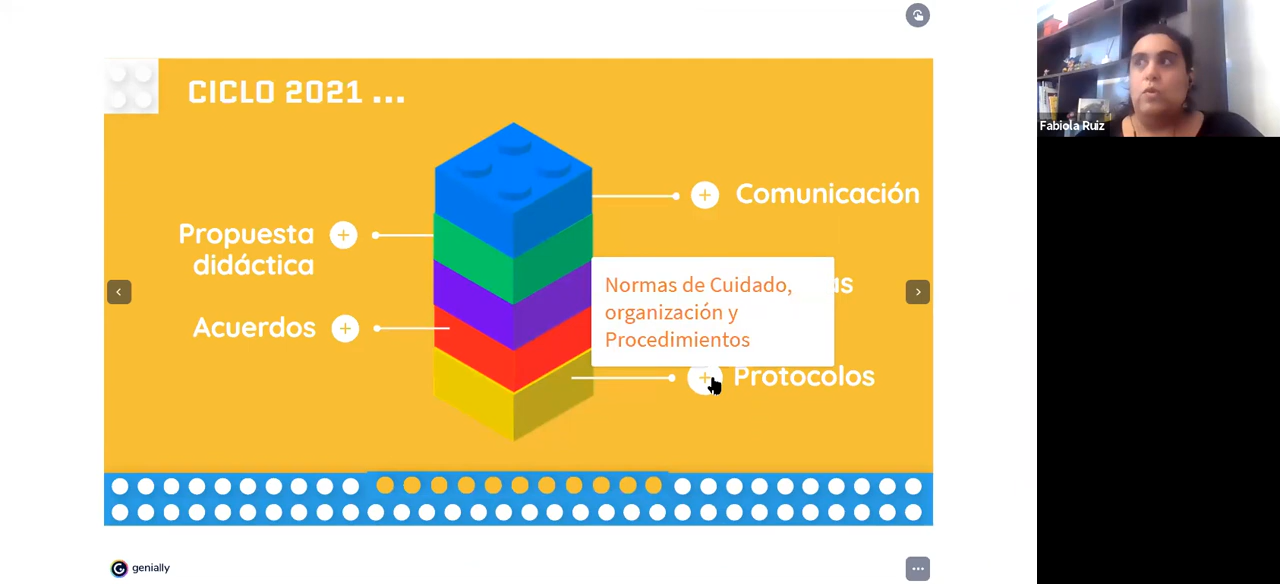 CICLO 2021 ...
Comunicación
Propuesta
didáctica
Normas de Cuidado,
organización y
Procedimientos
Acuerdos
Protocolos
genially
Fabiola Ruiz